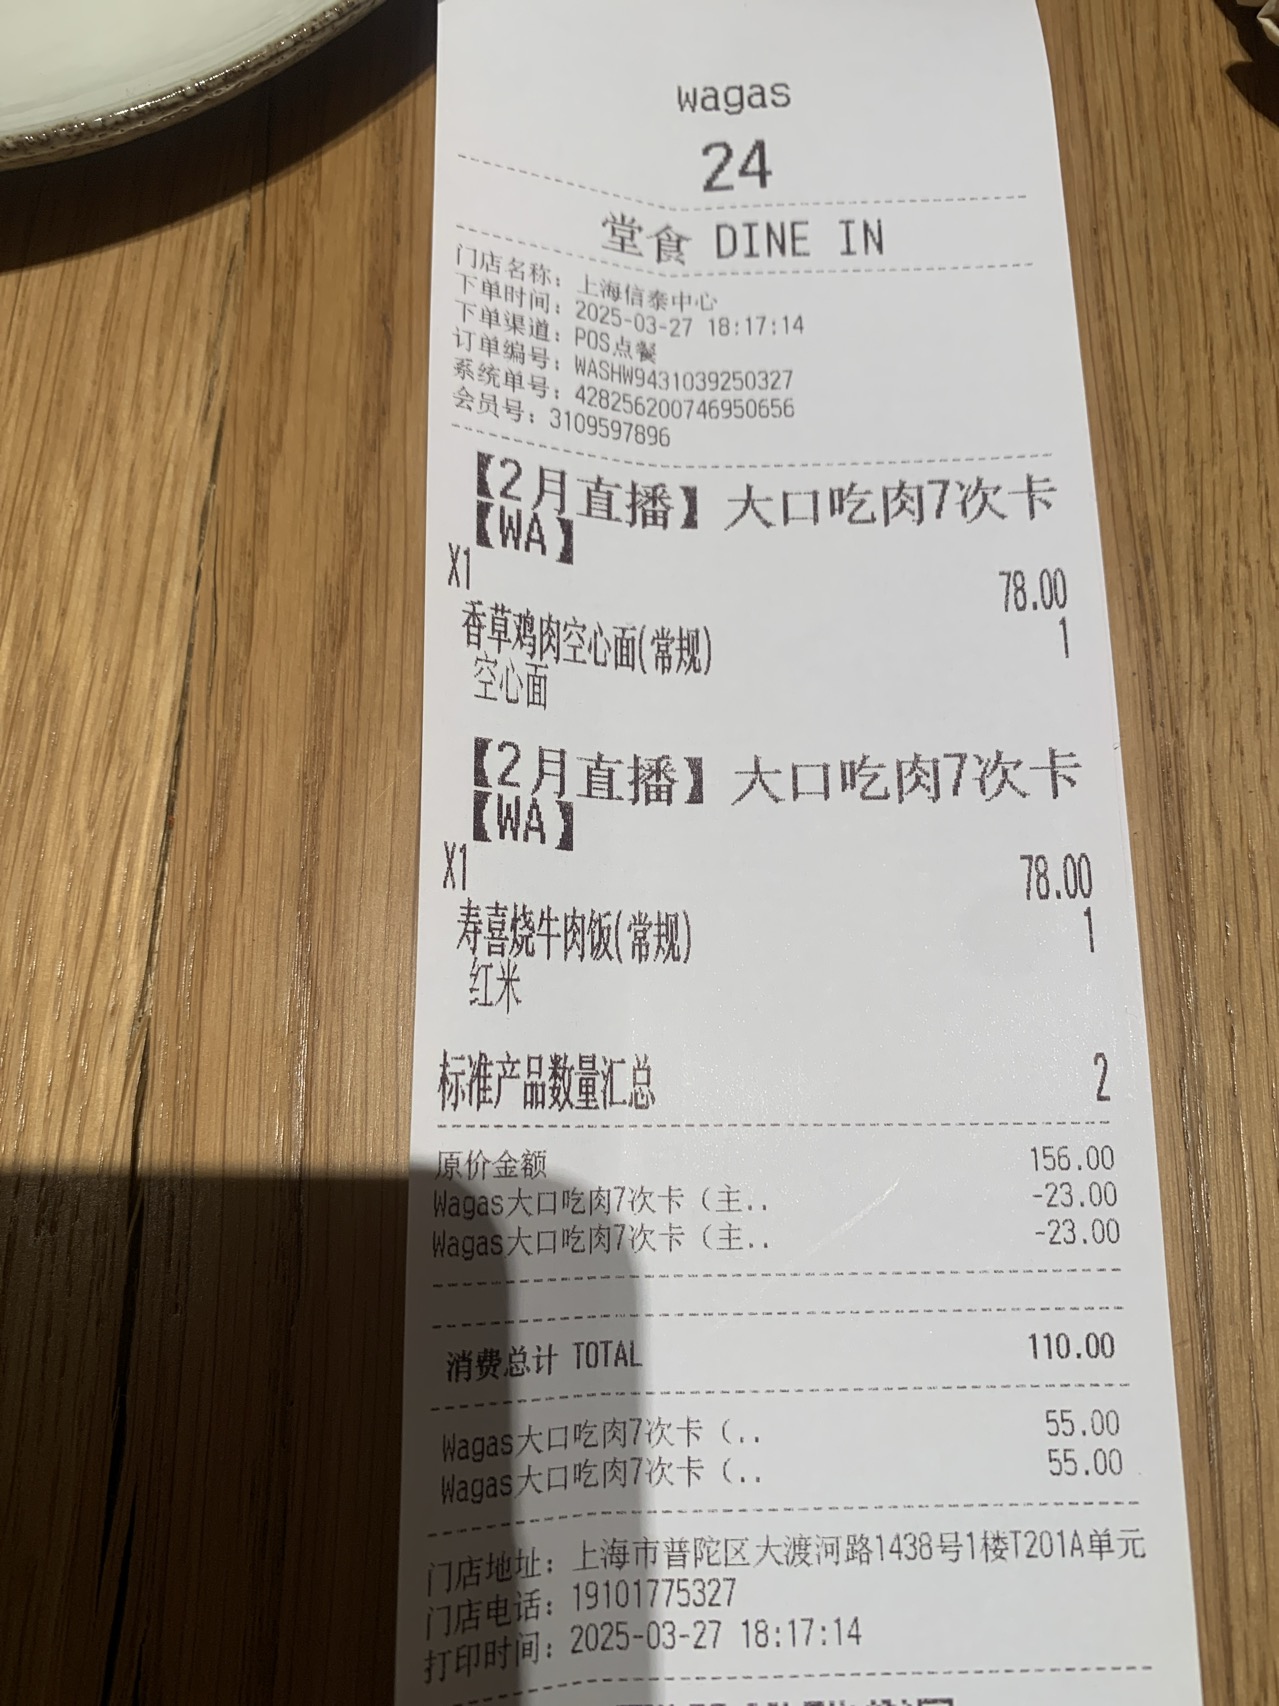 wagas
24
堂食 DINE IN
门店名称：上海信泰中心
下单时间：2025-03-27 18:17:14
下单渠道：POS点餐
订单编号：WASHW9431039250327
系统单号：428256200746950656
会员号：3109597896
【2月直播】大口吃肉7次卡
【WA】
X1 78.00
香草鸡肉空心面(常规) 1
空心面
【2月直播】大口吃肉7次卡
【WA】
X1 78.00
寿喜烧牛肉饭(常规) 1
红米
标准产品数量汇总 2
原价金额 156.00
Wagas大口吃肉7次卡（主.. -23.00
Wagas大口吃肉7次卡（主.. -23.00
消费总计 TOTAL 110.00
Wagas大口吃肉7次卡（.. 55.00
Wagas大口吃肉7次卡（.. 55.00
门店地址：上海市普陀区大渡河路1438号1楼T201A单元
门店电话：19101775327
打印时间：2025-03-27 18:17:14